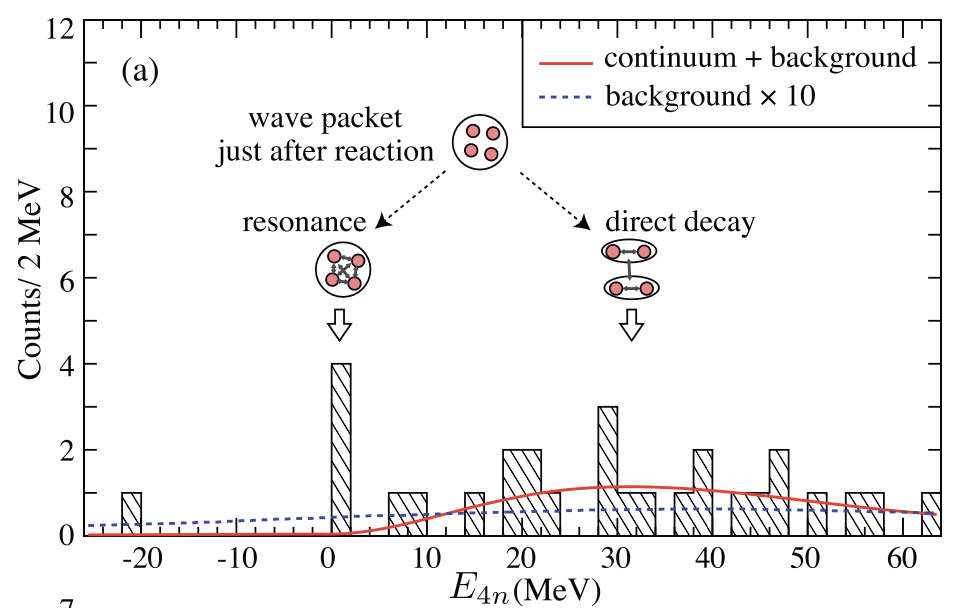 12
(a)
continuum + background
background × 10
10
wave packet
just after reaction
8
resonance
direct decay
6
4
2
0
Counts/ 2 MeV
-20 -10 0 10 20 30 40 50 60
E4n(MeV)